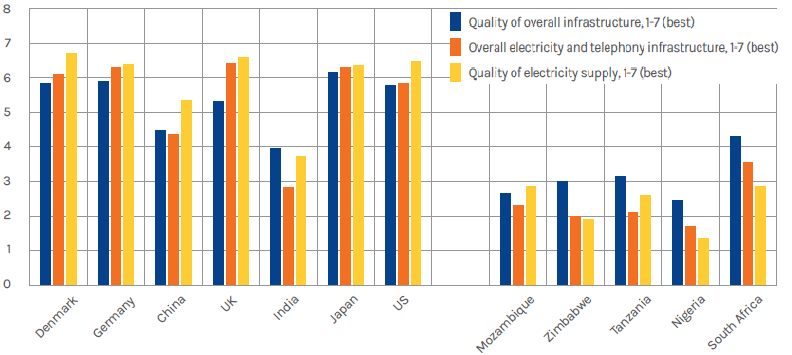 8
7
6
5
4
3
2
1
0
Quality of overall infrastructure, 1-7 (best)
Overall electricity and telephony infrastructure, 1-7 (best)
Quality of electricity supply, 1-7 (best)
Denmark
Germany
China
UK
India
Japan
US
Mozambique
Zimbabwe
Tanzania
Nigeria
South Africa